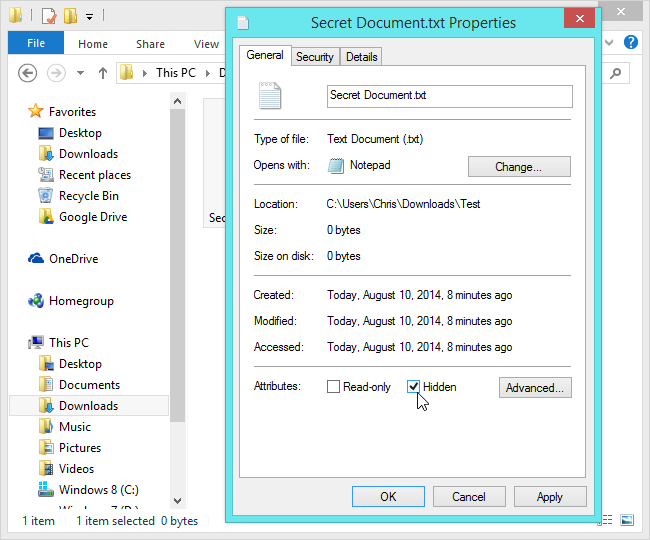 Secret Document.txt Properties
File
Home
Share
View
This PC
General
Security
Details
Secret Document.txt
Type of file:
Text Document (.txt)
Opens with:
Notepad
Change...
Location:
C:\Users\Chris\Downloads\Test
Size:
0 bytes
Size on disk:
0 bytes
Created:
Today, August 10, 2014, 8 minutes ago
Modified:
Today, August 10, 2014, 8 minutes ago
Accessed:
Today, August 10, 2014, 8 minutes ago
Attributes:
Read-only
Hidden
Advanced...
OK
Cancel
Apply
Favorites
Desktop
Downloads
Recent places
Recycle Bin
Google Drive
OneDrive
Homegroup
This PC
Desktop
Documents
Downloads
Music
Pictures
Videos
Windows 8 (C:)
1 item
1 item selected 0 bytes